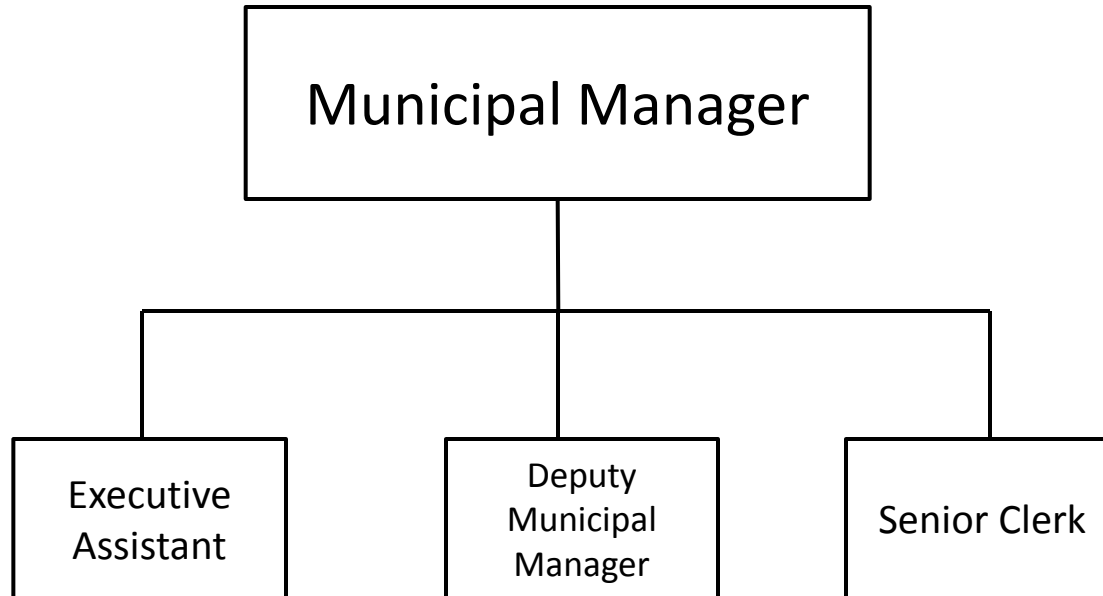 Municipal Manager
Executive
Assistant
Deputy
Municipal
Manager
Senior Clerk